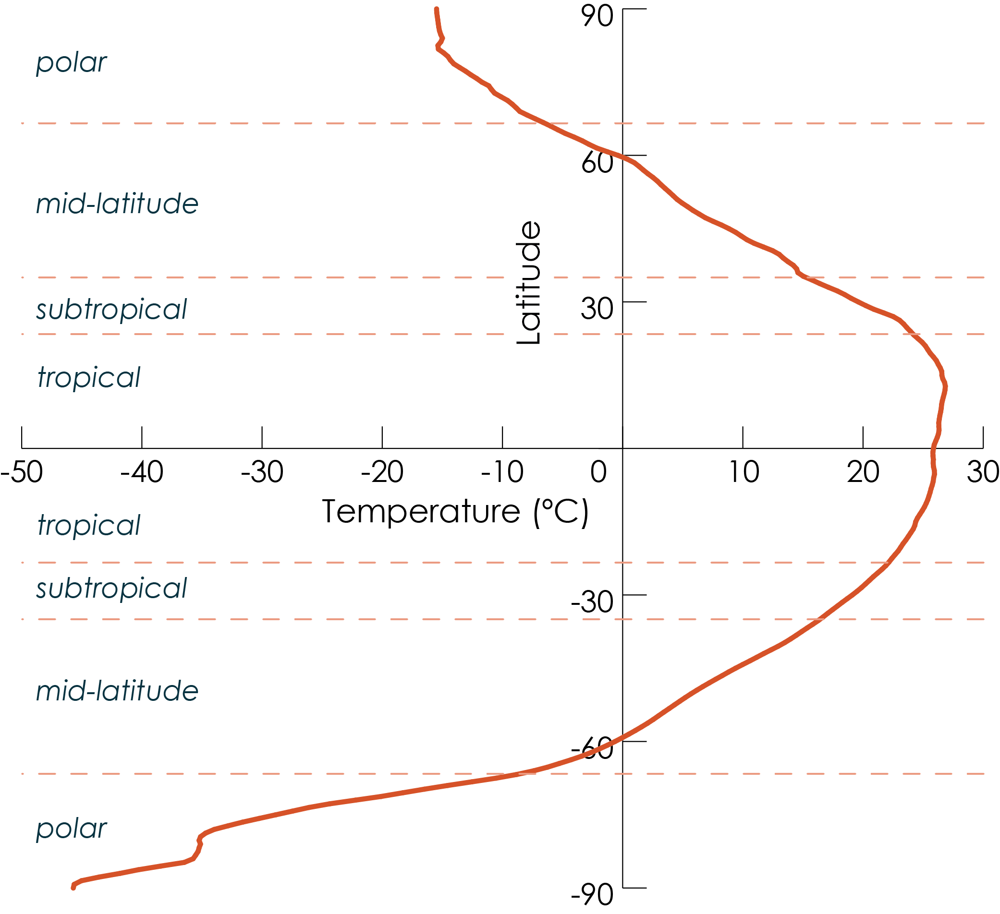 90
polar
60
mid-latitude
Latitude
30
subtropical
tropical
-50 -40 -30 -20 -10 0 10 20 30
Temperature (°C)
tropical
subtropical
-30
mid-latitude
-60
polar
-90